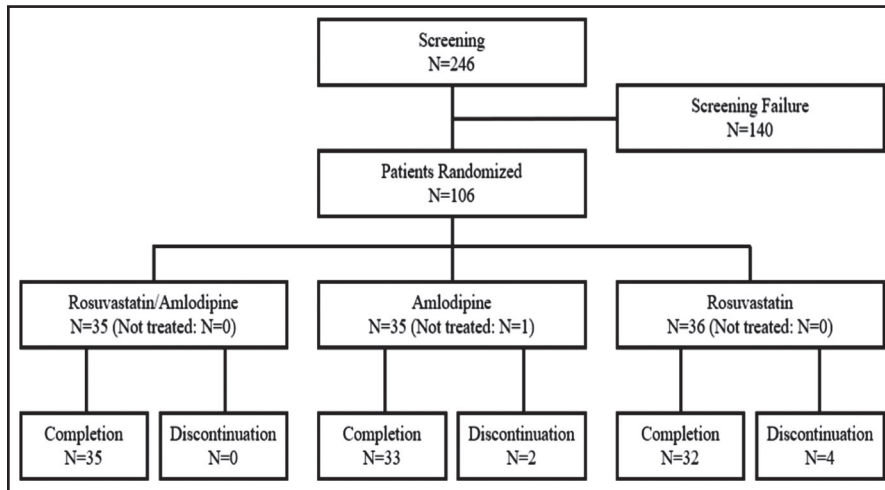 Screening
N=246
Screening Failure
N=140
Patients Randomized
N=106
Rosuvastatin/Amlodipine
N=35 (Not treated: N=0)
Amlodipine
N=35 (Not treated: N=1)
Rosuvastatin
N=36 (Not treated: N=0)
Completion
N=35
Discontinuation
N=0
Completion
N=33
Discontinuation
N=2
Completion
N=32
Discontinuation
N=4